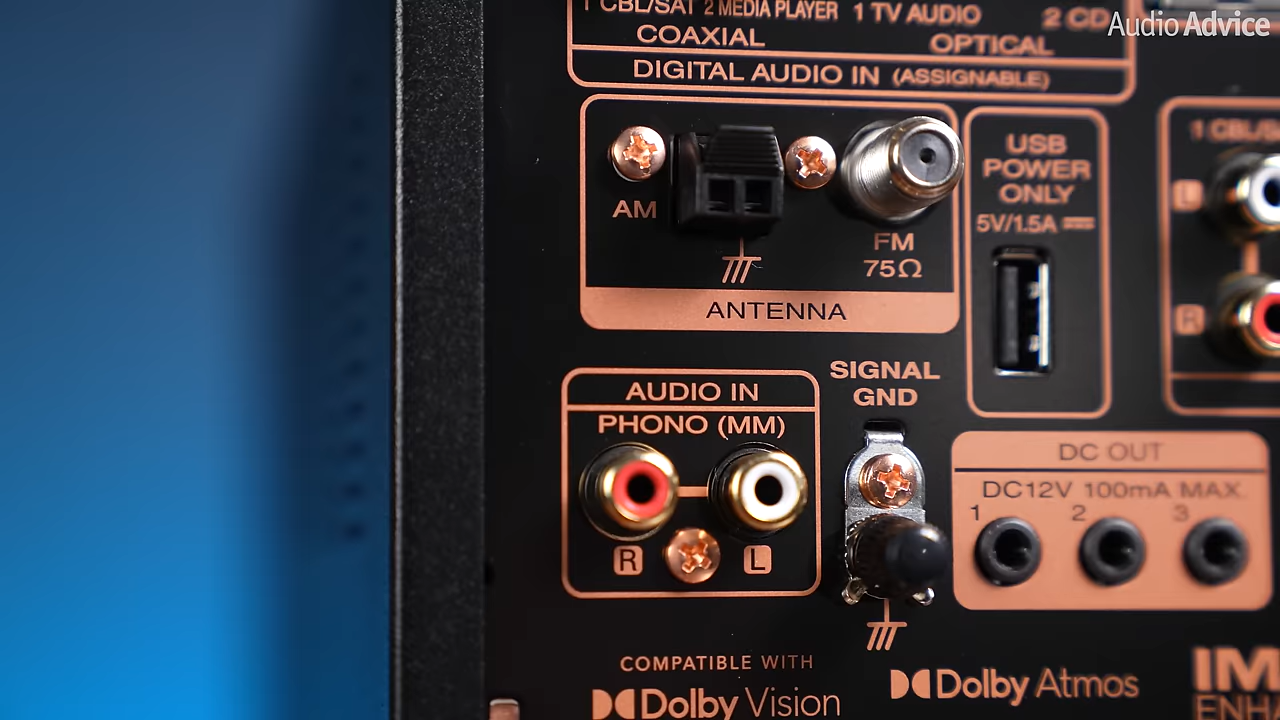 1 CBL/SAT 2 MEDIA PLAYER 1 TV AUDIO 2 CD
Audio Advice
COAXIAL OPTICAL
DIGITAL AUDIO IN (ASSIGNABLE)
USB
POWER
ONLY
5V/1.5A
1 CBL/S
L
R
AM
FM
75Ω
ANTENNA
AUDIO IN
PHONO (MM)
R L
SIGNAL
GND
DC OUT
DC12V 100mA MAX.
1 2 3
COMPATIBLE WITH
Dolby Vision
Dolby Atmos
IM
ENHA